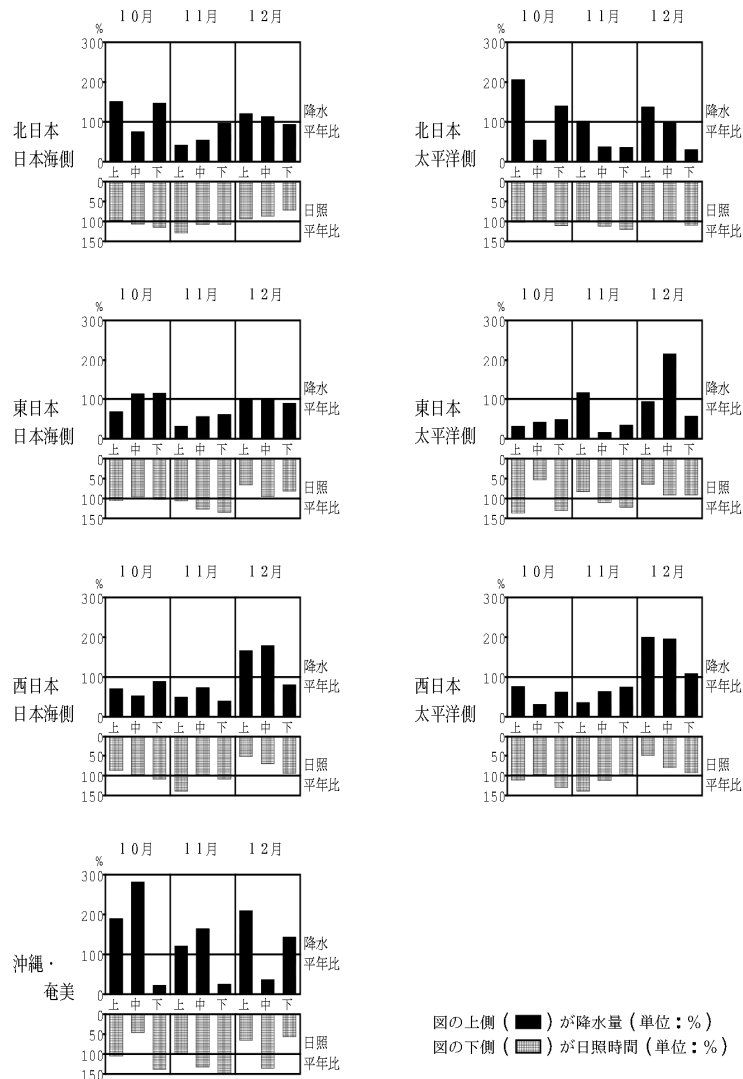 １０月 １１月 １２月
%
300
200
100
0
降水
平年比
北日本
日本海側
上 中 下 上 中 下 上 中 下
0
50
100
150
日照
平年比
１０月 １１月 １２月
%
300
200
100
0
降水
平年比
北日本
太平洋側
上 中 下 上 中 下 上 中 下
0
50
100
150
日照
平年比
１０月 １１月 １２月
%
300
200
100
0
降水
平年比
東日本
日本海側
上 中 下 上 中 下 上 中 下
0
50
100
150
日照
平年比
１０月 １１月 １２月
%
300
200
100
0
降水
平年比
東日本
太平洋側
上 中 下 上 中 下 上 中 下
0
50
100
150
日照
平年比
１０月 １１月 １２月
%
300
200
100
0
降水
平年比
西日本
日本海側
上 中 下 上 中 下 上 中 下
0
50
100
150
日照
平年比
１０月 １１月 １２月
%
300
200
100
0
降水
平年比
西日本
太平洋側
上 中 下 上 中 下 上 中 下
0
50
100
150
日照
平年比
１０月 １１月 １２月
%
300
200
100
0
降水
平年比
沖縄・
奄美
上 中 下 上 中 下 上 中 下
0
50
100
150
日照
平年比
図の上側（ ）が降水量（単位：%）
図の下側（ ）が日照時間（単位：%）